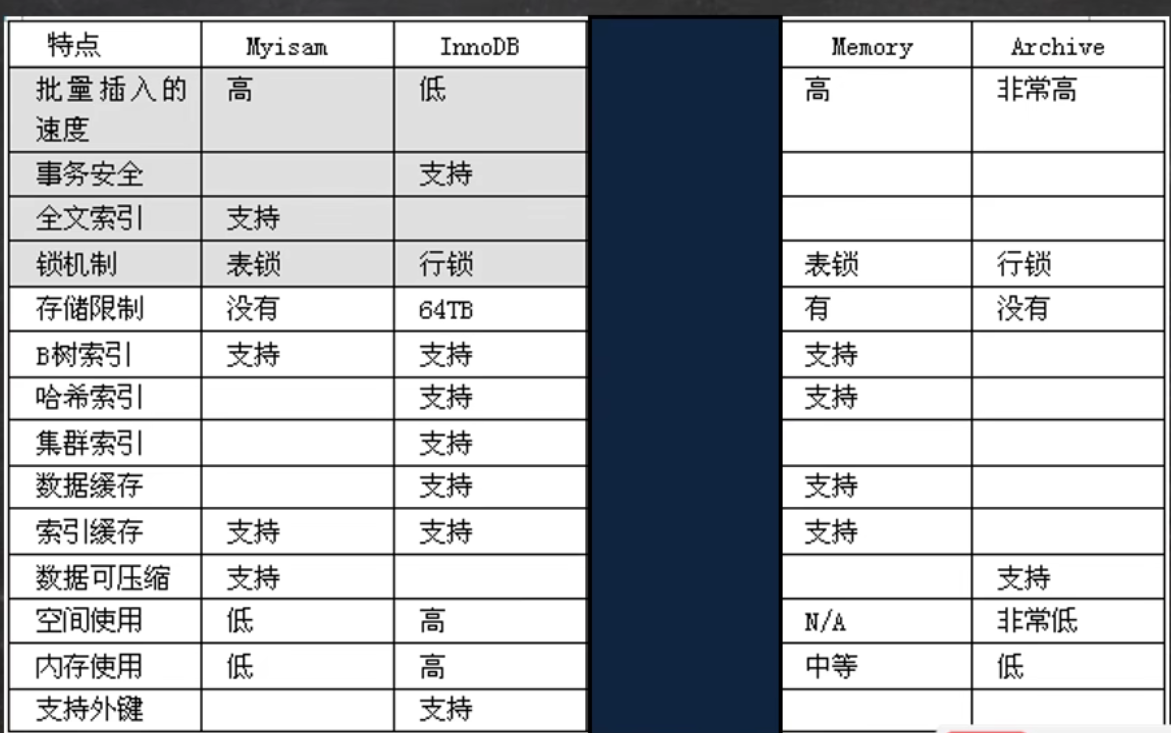 特点 Myisam InnoDB Memory Archive
批量插入的 高 低 高 非常高
速度
事务安全 支持
全文索引 支持
锁机制 表锁 行锁 表锁 行锁
存储限制 没有 64TB 有 没有
B树索引 支持 支持 支持
哈希索引 支持 支持
集群索引 支持
数据缓存 支持 支持
索引缓存 支持 支持 支持
数据可压缩 支持 支持
空间使用 低 高 N/A 非常低
内存使用 低 高 中等 低
支持外键 支持